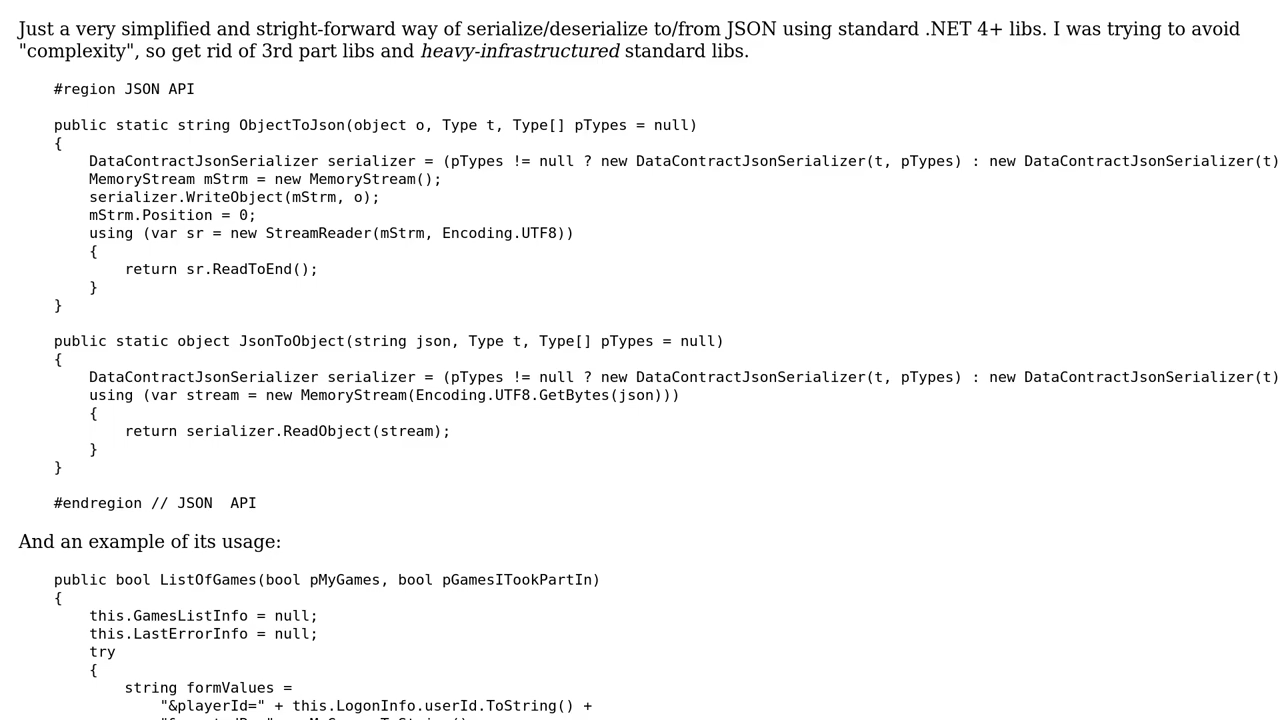 Just a very simplified and stright-forward way of serialize/deserialize to/from JSON using standard .NET 4+ libs. I was trying to avoid
"complexity", so get rid of 3rd part libs and heavy-infrastructured standard libs.
#region JSON API
public static string ObjectToJson(object o, Type t, Type[] pTypes = null)
{
DataContractJsonSerializer serializer = (pTypes != null ? new DataContractJsonSerializer(t, pTypes) : new DataContractJsonSerializer(t)
MemoryStream mStrm = new MemoryStream();
serializer.WriteObject(mStrm, o);
mStrm.Position = 0;
using (var sr = new StreamReader(mStrm, Encoding.UTF8))
{
return sr.ReadToEnd();
}
}
public static object JsonToObject(string json, Type t, Type[] pTypes = null)
{
DataContractJsonSerializer serializer = (pTypes != null ? new DataContractJsonSerializer(t, pTypes) : new DataContractJsonSerializer(t)
using (var stream = new MemoryStream(Encoding.UTF8.GetBytes(json)))
{
return serializer.ReadObject(stream);
}
}
#endregion // JSON  API
And an example of its usage:
public bool ListOfGames(bool pMyGames, bool pGamesITookPartIn)
{
this.GamesListInfo = null;
this.LastErrorInfo = null;
try
{
string formValues =
"&playerId=" + this.LogonInfo.userId.ToString() +